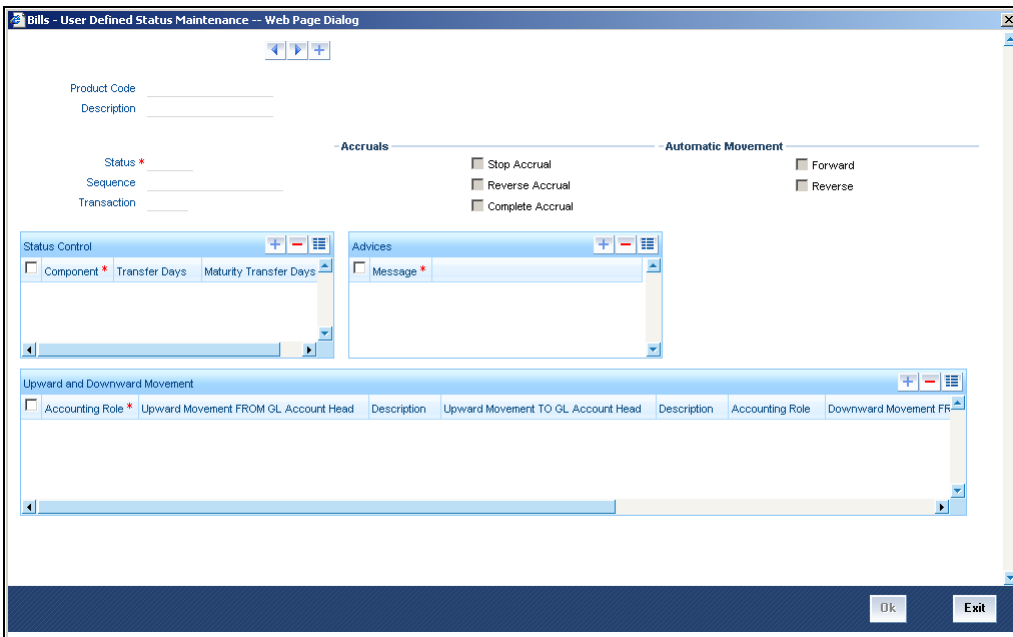 Bills - User Defined Status Maintenance -- Web Page Dialog
Product Code
Description
Accruals
Automatic Movement
Status *
Stop Accrual
Forward
Sequence
Reverse Accrual
Reverse
Transaction
Complete Accrual
Status Control
Advices
Component * Transfer Days Maturity Transfer Days
Message *
Upward and Downward Movement
Accounting Role * Upward Movement FROM GL Account Head Description Upward Movement TO GL Account Head Description Accounting Role Downward Movement FR
Ok
Exit